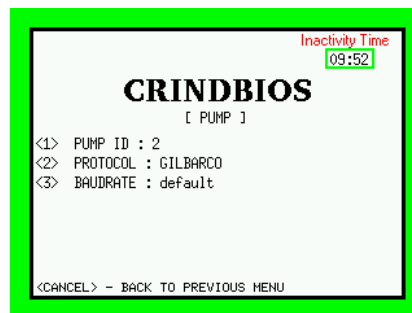 Inactivity Time
09:52
CRINDBIOS
[ PUMP ]
<1> PUMP ID : 2
<2> PROTOCOL : GILBARCO
<3> BAUDRATE : default
<CANCEL> - BACK TO PREVIOUS MENU